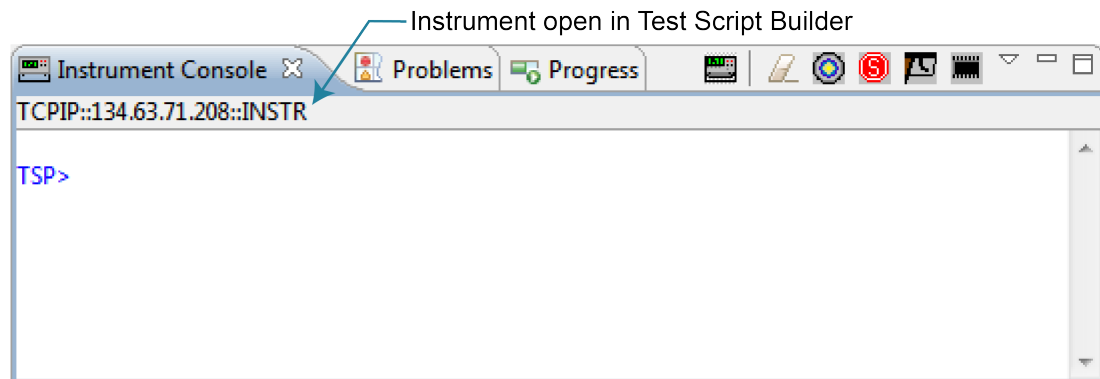 Instrument open in Test Script Builder
Instrument Console Problems Progress
TCPIP::134.63.71.208::INSTR
TSP>